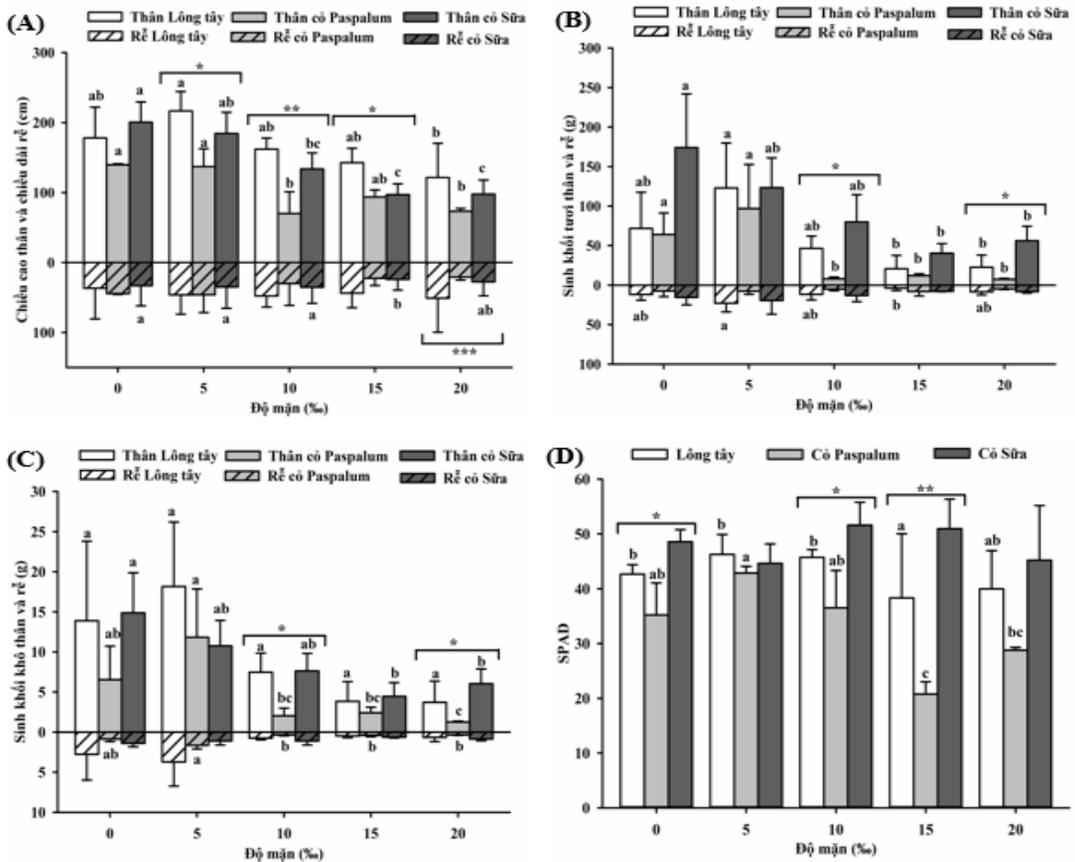 (A)
Thân Lông tây Thân cỏ Paspalum Thân cỏ Sữa
Rễ Lông tây Rễ cỏ Paspalum Rễ cỏ Sữa
Chiều cao thân và chiều dài rễ (cm)
300
200
100
0
100
ab a a a a ab ab b bc ab ab c b b c
* ** *
a a a b ab
***
0 5 10 15 20
Độ mặn (‰)
(B)
Thân Lông tây Thân cỏ Paspalum Thân cỏ Sữa
Rễ Lông tây Rễ cỏ Paspalum Rễ cỏ Sữa
Sinh khối tươi thân và rễ (g)
300
250
200
150
100
50
0
50
100
a a a ab ab ab b b b b b b b
* *
ab a ab b ab
0 5 10 15 20
Độ mặn (‰)
(C)
Thân Lông tây Thân cỏ Paspalum Thân cỏ Sữa
Rễ Lông tây Rễ cỏ Paspalum Rễ cỏ Sữa
Sinh khối khô thân và rễ (g)
30
25
20
15
10
5
0
5
10
a ab a a a ab a bc ab a bc b a c b
* *
ab a b b b
0 5 10 15 20
Độ mặn (‰)
(D)
Lông tây Cỏ Paspalum Cỏ Sữa
SPAD
60
50
40
30
20
10
0
b ab b a b ab a c ab bc
* * **
0 5 10 15 20
Độ mặn (‰)